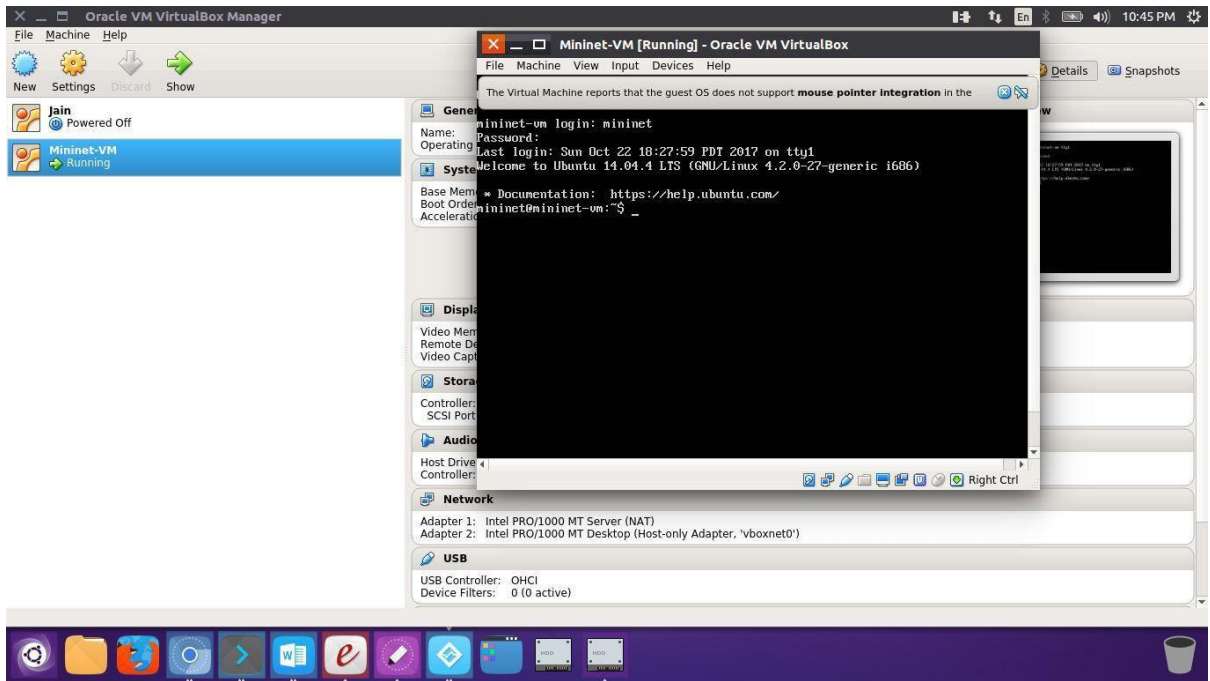 Oracle VM VirtualBox Manager
En
10:45 PM
File Machine Help
New Settings Discard Show
Details Snapshots
Jain
Powered Off
Mininet-VM
Running
Mininet-VM [Running] - Oracle VM VirtualBox
File Machine View Input Devices Help
The Virtual Machine reports that the guest OS does not support mouse pointer integration in the
mininet-vm login: mininet
Password:
Last login: Sun Oct 22 18:27:59 PDT 2017 on tty1
Welcome to Ubuntu 14.04.4 LTS (GNU/Linux 4.2.0-27-generic i686)
* Documentation: https://help.ubuntu.com/
mininet@mininet-vm:~$ _
Right Ctrl
Gene
Name:
Operating
Syste
Base Mem
Boot Order
Acceleratio
Displa
Video Mem
Remote De
Video Capt
Stora
Controller:
SCSI Port
Audio
Host Drive
Controller:
Network
Adapter 1: Intel PRO/1000 MT Server (NAT)
Adapter 2: Intel PRO/1000 MT Desktop (Host-only Adapter, 'vboxnet0')
USB
USB Controller: OHCI
Device Filters: 0 (0 active)
W
e
HDD
HDD